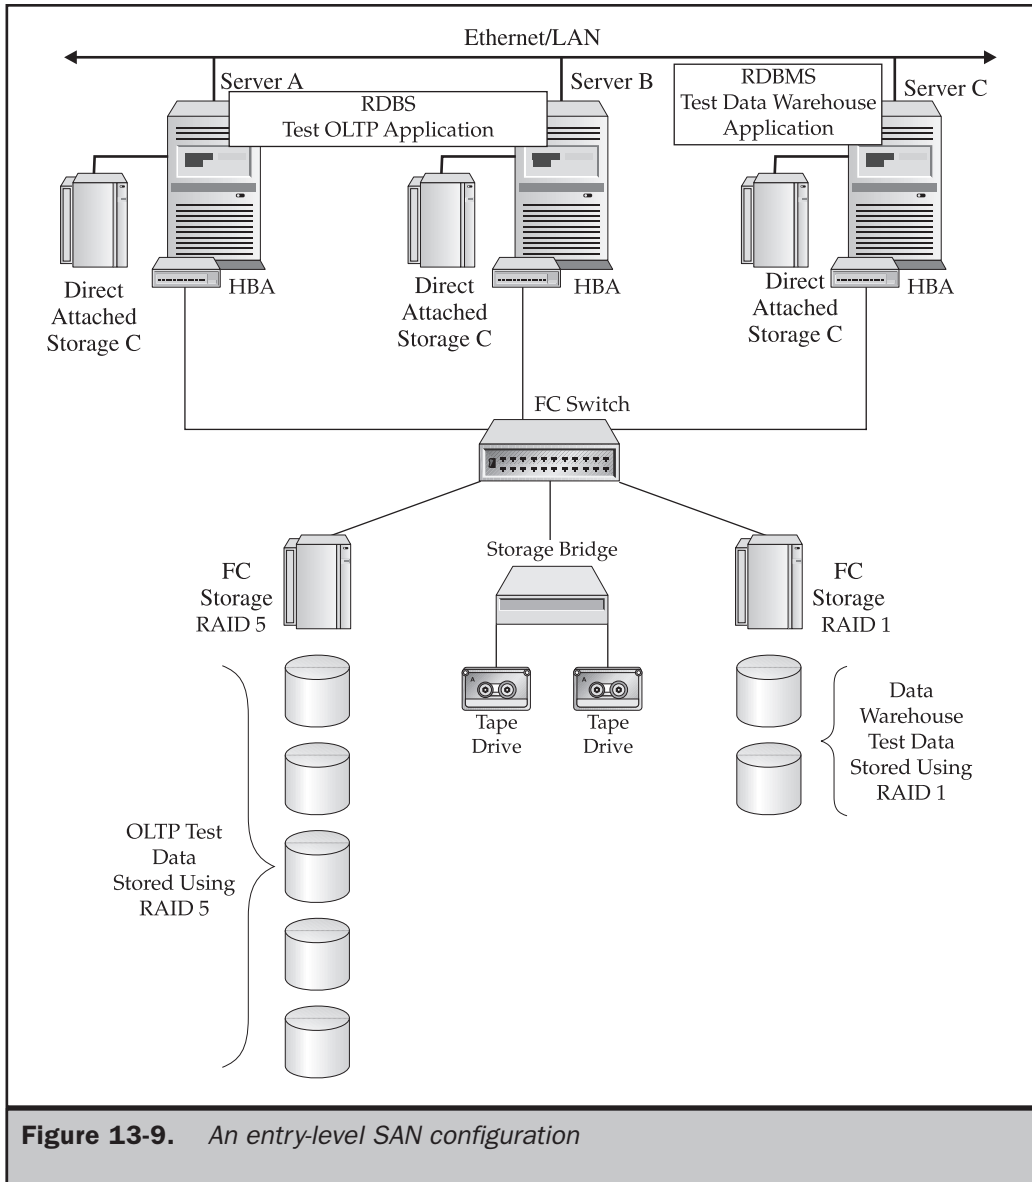 Ethernet/LAN
Server A
RDBS
Test OLTP Application
Server B
RDBMS
Test Data Warehouse
Application
Server C
Direct
Attached
Storage C
HBA
Direct
Attached
Storage C
HBA
Direct
Attached
Storage C
HBA
FC Switch
FC
Storage
RAID 5
Storage Bridge
FC
Storage
RAID 1
A
A
Tape
Drive
Tape
Drive
Data
Warehouse
Test Data
Stored Using
RAID 1
OLTP Test
Data
Stored Using
RAID 5
Figure 13-9. An entry-level SAN configuration